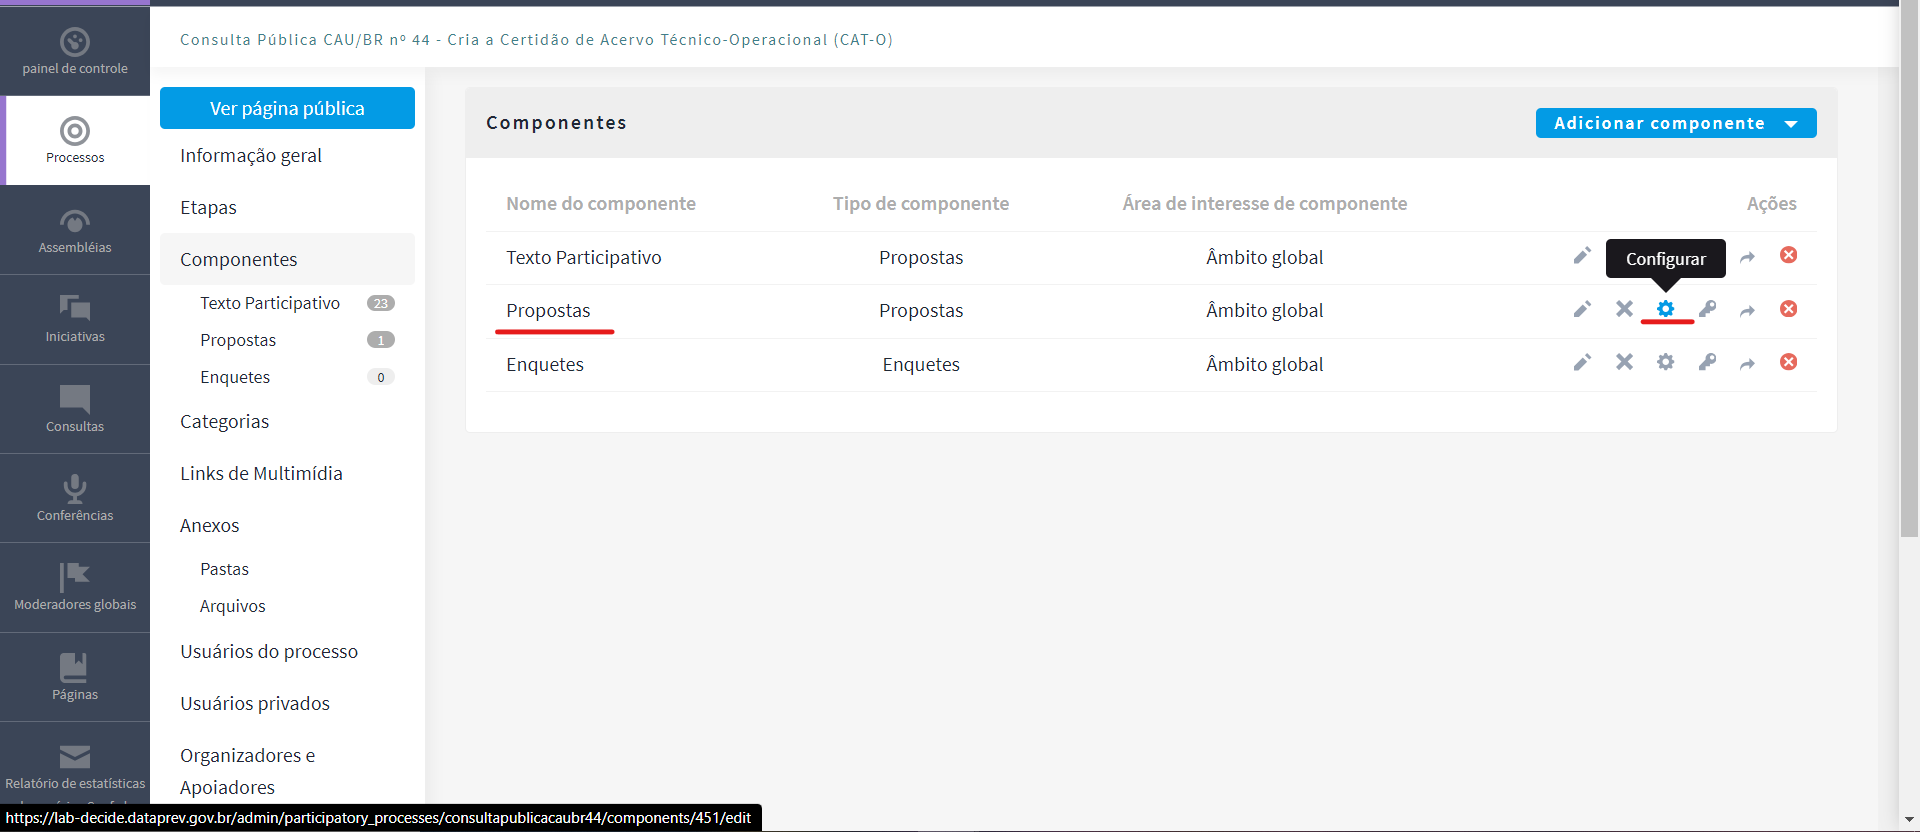 Consulta Pública CAU/BR nº 44 - Cria a Certidão de Acervo Técnico-Operacional (CAT-O)
painel de controle
Processos
Assembléias
Iniciativas
Consultas
Conferências
Moderadores globais
Páginas
Relatório de estatísticas
Ver página pública
Informação geral
Etapas
Componentes
Texto Participativo 23
Propostas 1
Enquetes 0
Categorias
Links de Multimídia
Anexos
Pastas
Arquivos
Usuários do processo
Usuários privados
Organizadores e
Apoiadores
Componentes
Adicionar componente
Nome do componente Tipo de componente Área de interesse de componente Ações
Texto Participativo Propostas Âmbito global
Configurar
Propostas Propostas Âmbito global
Enquetes Enquetes Âmbito global
https://lab-decide.dataprev.gov.br/admin/participatory_processes/consultapublicacaubr44/components/451/edit